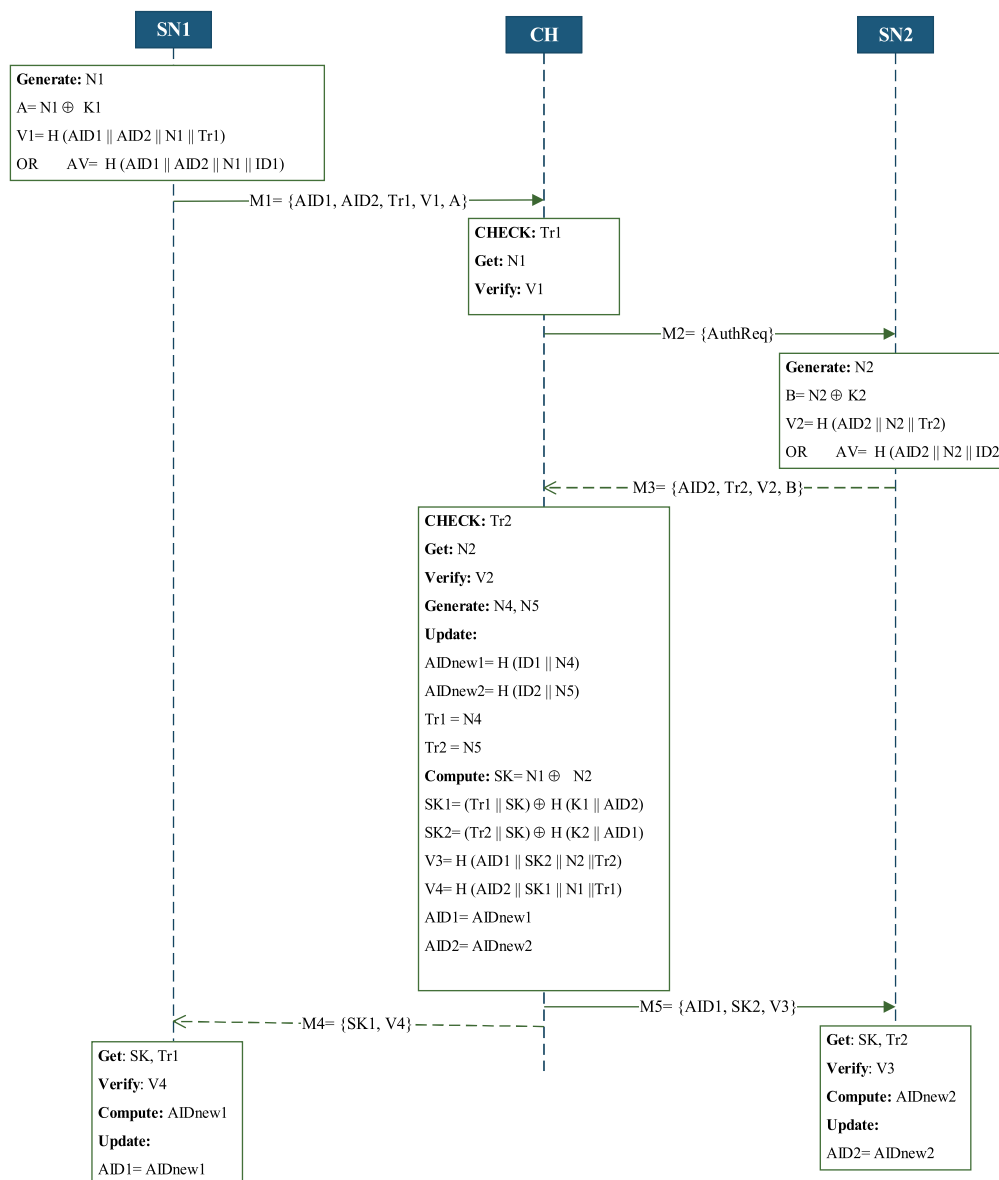 SN1
CH
SN2
Generate: N1
A= N1 ⊕ K1
V1= H (AID1 || AID2 || N1 || Tr1)
OR AV= H (AID1 || AID2 || N1 || ID1)
M1= {AID1, AID2, Tr1, V1, A}
CHECK: Tr1
Get: N1
Verify: V1
M2= {AuthReq}
Generate: N2
B= N2 ⊕ K2
V2= H (AID2 || N2 || Tr2)
OR AV= H (AID2 || N2 || ID2
M3= {AID2, Tr2, V2, B}
CHECK: Tr2
Get: N2
Verify: V2
Generate: N4, N5
Update:
AIDnew1= H (ID1 || N4)
AIDnew2= H (ID2 || N5)
Tr1 = N4
Tr2 = N5
Compute: SK= N1 ⊕ N2
SK1= (Tr1 || SK) ⊕ H (K1 || AID2)
SK2= (Tr2 || SK) ⊕ H (K2 || AID1)
V3= H (AID1 || SK2 || N2 ||Tr2)
V4= H (AID2 || SK1 || N1 ||Tr1)
AID1= AIDnew1
AID2= AIDnew2
M5= {AID1, SK2, V3}
M4= {SK1, V4}
Get: SK, Tr1
Verify: V4
Compute: AIDnew1
Update:
AID1= AIDnew1
Get: SK, Tr2
Verify: V3
Compute: AIDnew2
Update:
AID2= AIDnew2